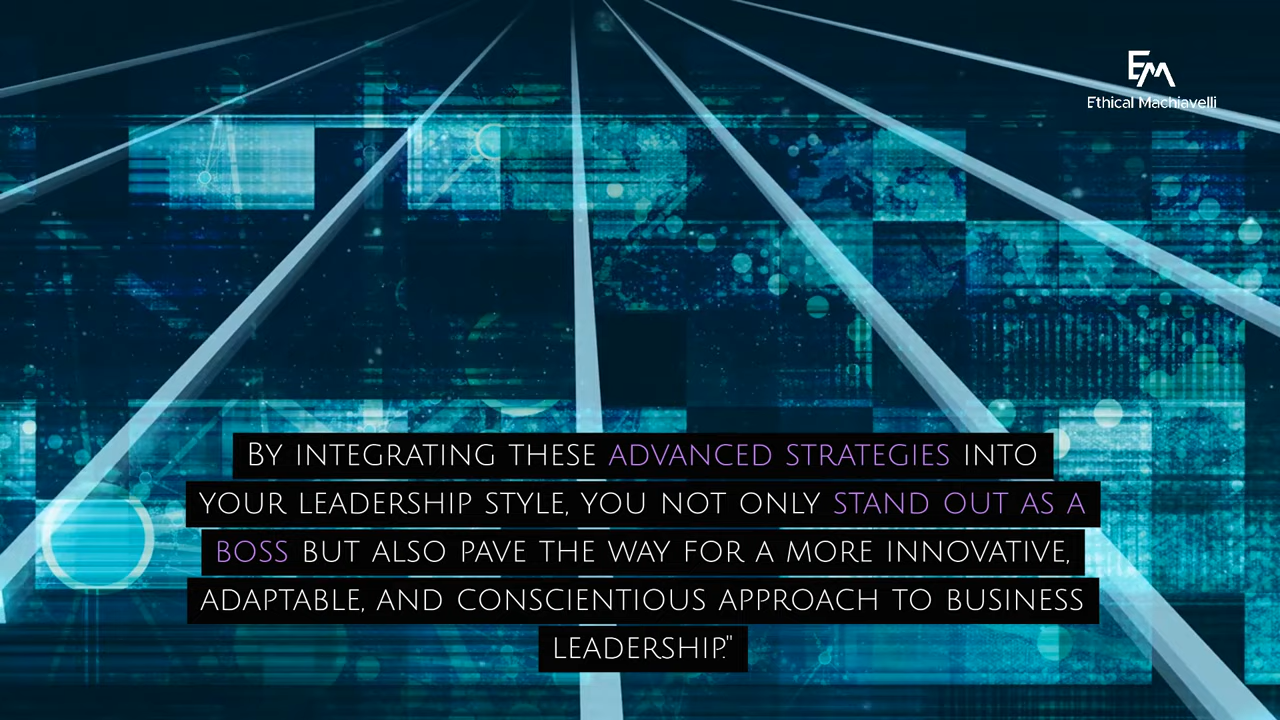 EM
Ethical Machiavelli
By integrating these advanced strategies into
your leadership style, you not only stand out as a
boss but also pave the way for a more innovative,
adaptable, and conscientious approach to business
leadership."